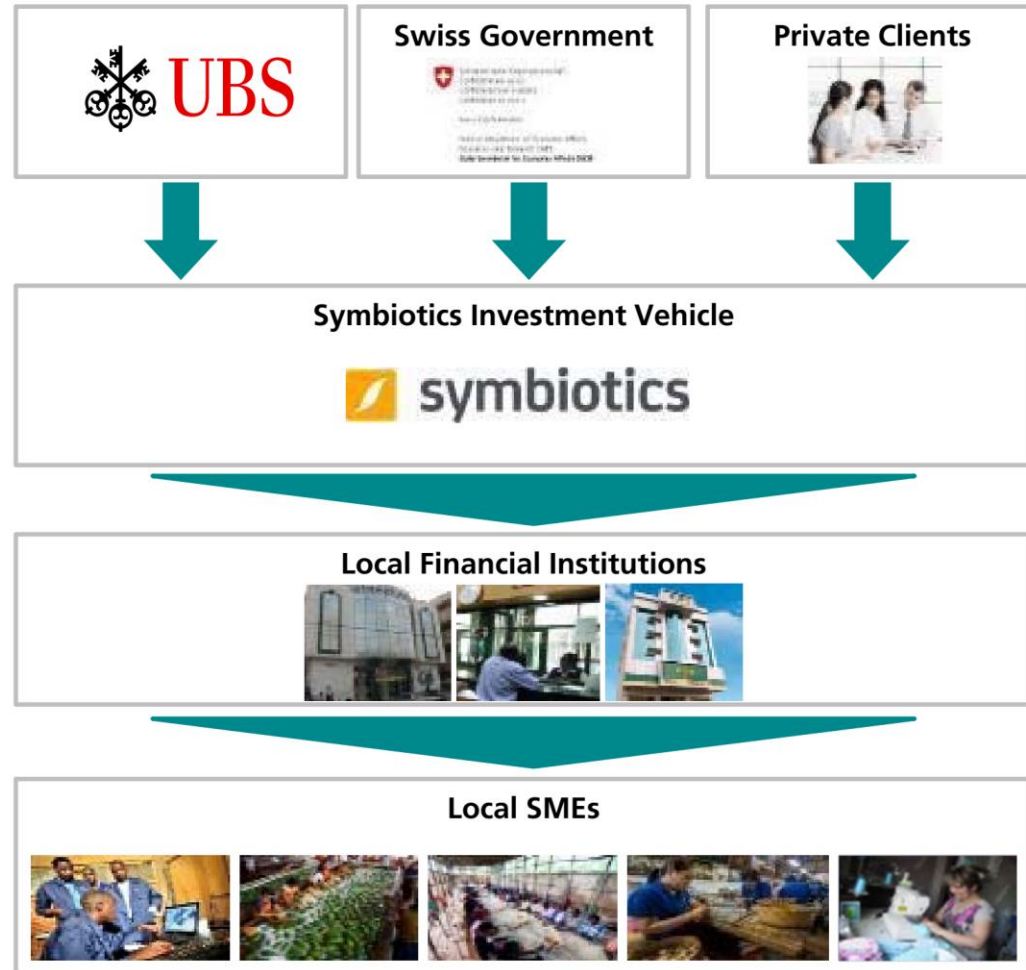 UBS
Swiss Government
Private Clients
Symbiotics Investment Vehicle
symbiotics
Local Financial Institutions
Local SMEs